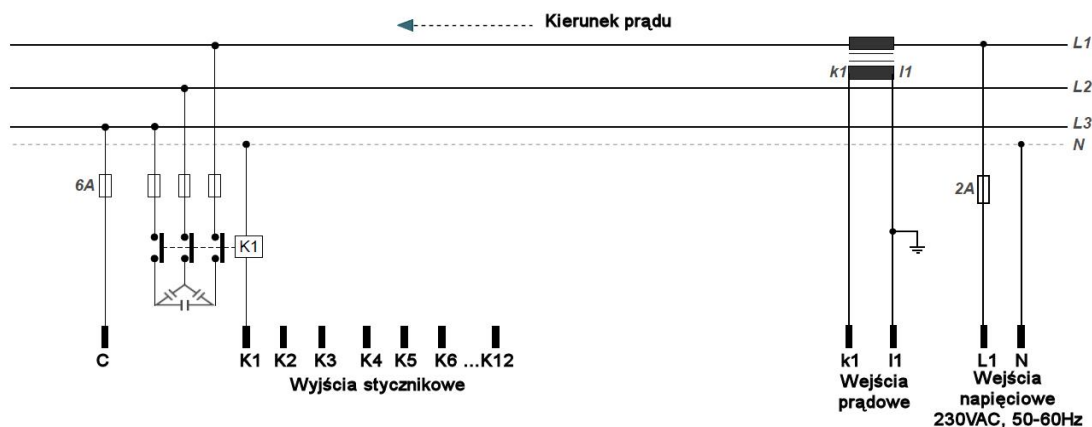 Kierunek prądu
L1
k1 l1
L2
L3
N
6A
2A
K1
C K1 K2 K3 K4 K5 K6 ...K12 k1 l1 L1 N
Wyjścia stycznikowe
Wejścia
prądowe
Wejścia
napięciowe
230VAC, 50-60Hz